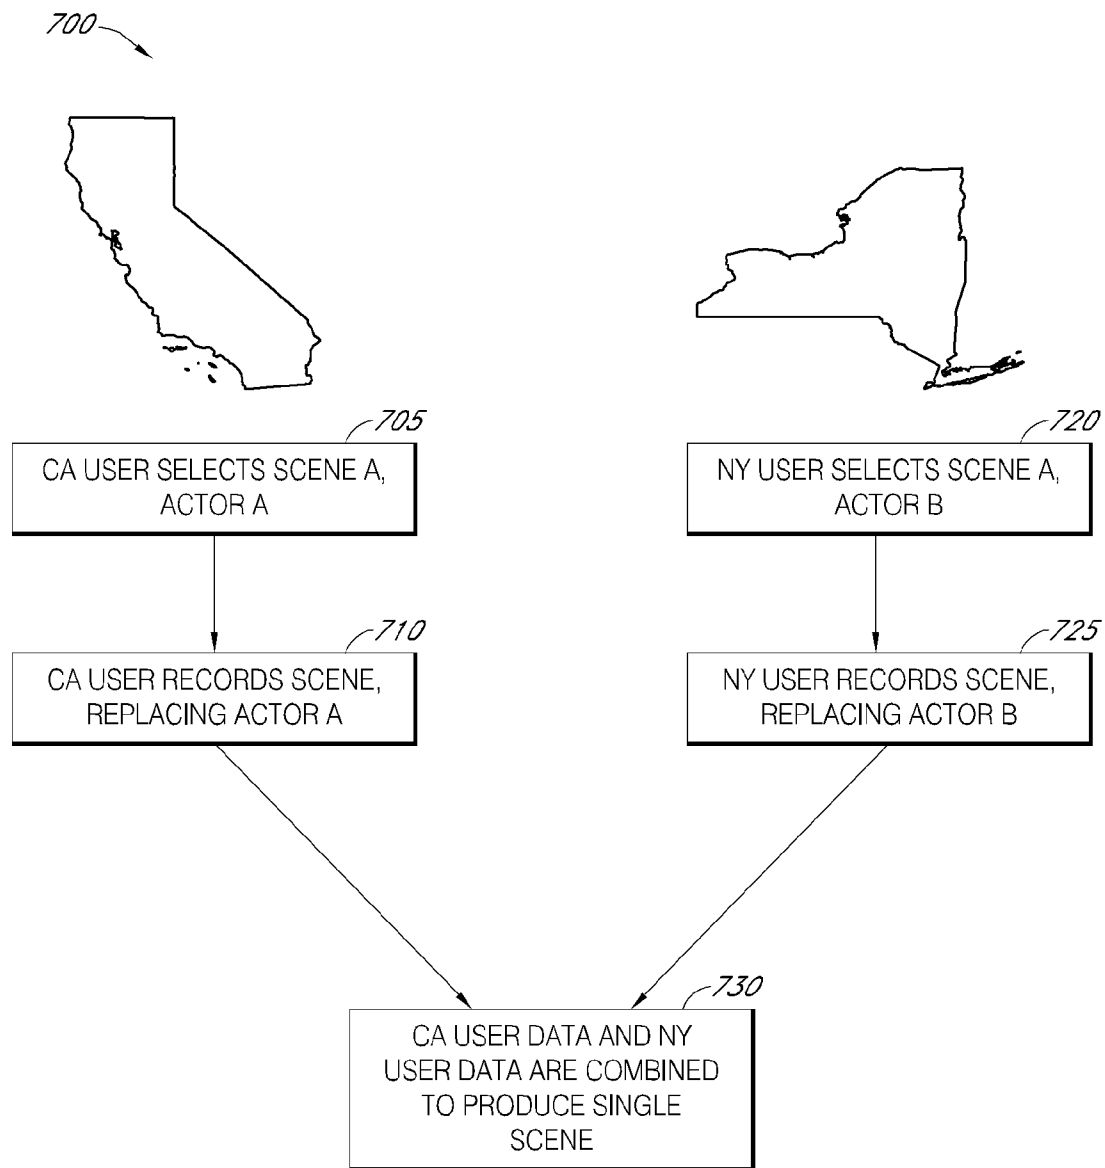 700
705
CA USER SELECTS SCENE A,
ACTOR A
720
NY USER SELECTS SCENE A,
ACTOR B
710
CA USER RECORDS SCENE,
REPLACING ACTOR A
725
NY USER RECORDS SCENE,
REPLACING ACTOR B
730
CA USER DATA AND NY
USER DATA ARE COMBINED
TO PRODUCE SINGLE
SCENE